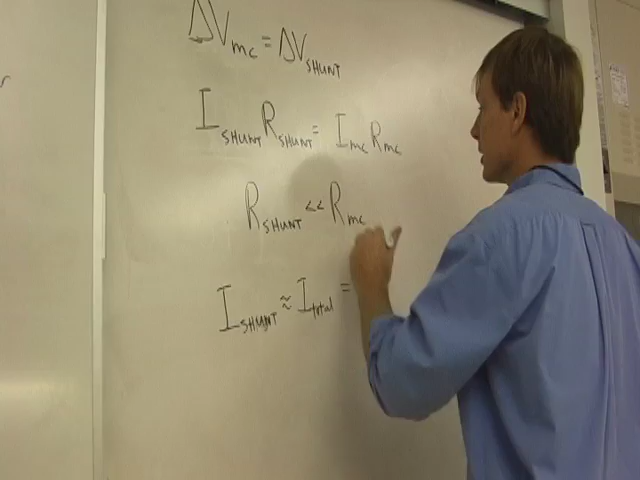 ΔV_mc = ΔV_SHUNT
I_SHUNT R_SHUNT = I_mc R_mc
R_SHUNT << R_mc
I_SHUNT ≈ I_total =